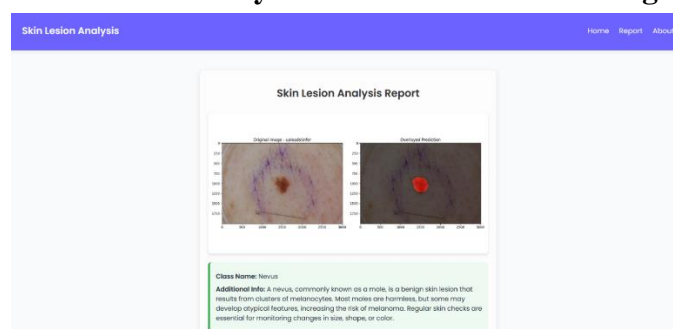 Skin Lesion Analysis
Home Report About
Skin Lesion Analysis Report
Overlayed Prediction
Class Name: Nevus
Additional Info: A nevus, commonly known as a mole, is a benign skin lesion that
results from clusters of melanocytes. Most moles are harmless, but some may
develop atypical features, increasing the risk of melanoma. Regular skin checks are
essential for monitoring changes in size, shape, or color.